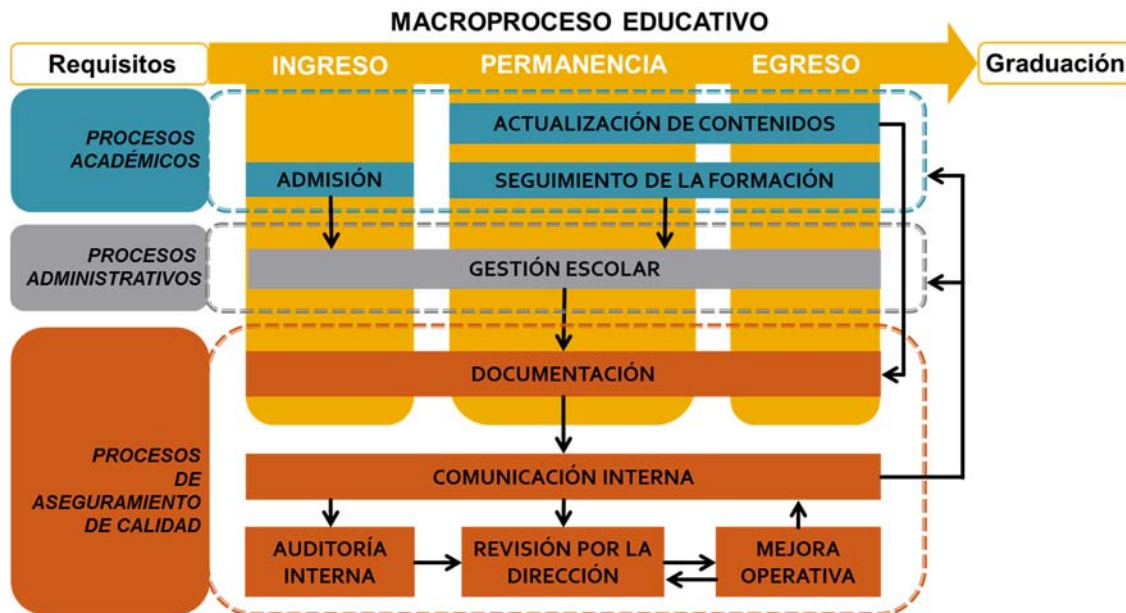 MACROPROCESO EDUCATIVO
Requisitos
INGRESO
PERMANENCIA
EGRESO
Graduación
PROCESOS
ACADÉMICOS
ACTUALIZACIÓN DE CONTENIDOS
ADMISIÓN
SEGUIMIENTO DE LA FORMACIÓN
PROCESOS
ADMINISTRATIVOS
GESTIÓN ESCOLAR
PROCESOS
DE
ASEGURAMIENTO
DE CALIDAD
DOCUMENTACIÓN
COMUNICACIÓN INTERNA
AUDITORÍA
INTERNA
REVISIÓN POR LA
DIRECCIÓN
MEJORA
OPERATIVA